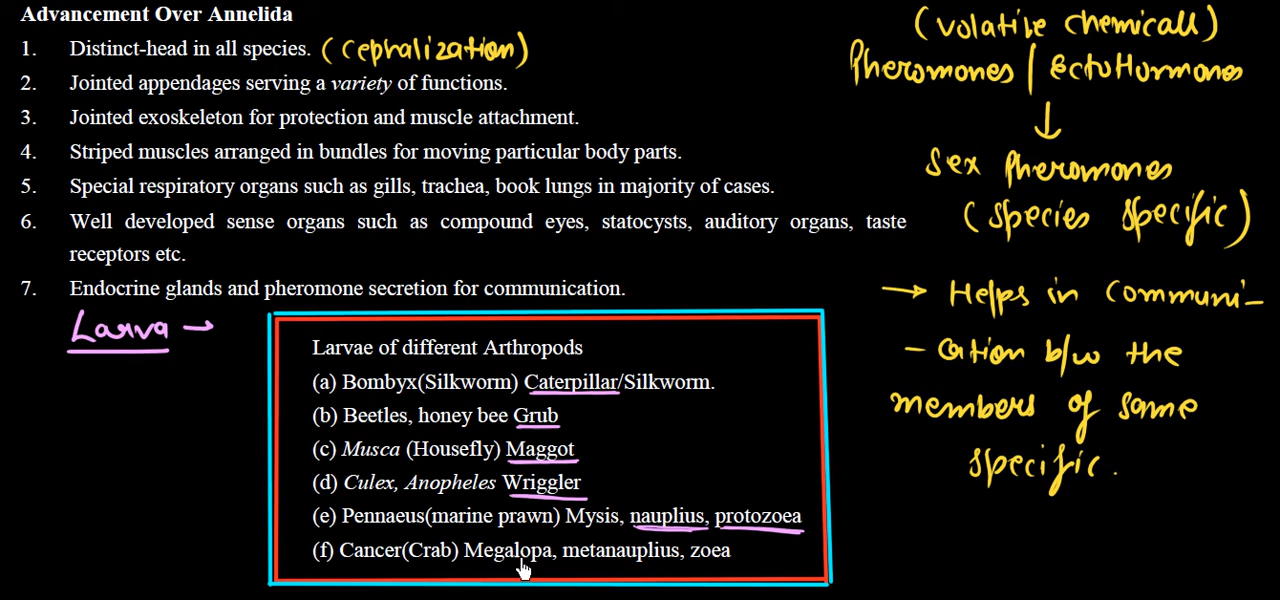 Advancement Over Annelida
1. Distinct-head in all species. (cephalization)
2. Jointed appendages serving a variety of functions.
3. Jointed exoskeleton for protection and muscle attachment.
4. Striped muscles arranged in bundles for moving particular body parts.
5. Special respiratory organs such as gills, trachea, book lungs in majority of cases.
6. Well developed sense organs such as compound eyes, statocysts, auditory organs, taste
receptors etc.
7. Endocrine glands and pheromone secretion for communication.
Larva →
Larvae of different Arthropods
(a) Bombyx(Silkworm) Caterpillar/Silkworm.
(b) Beetles, honey bee Grub
(c) Musca (Housefly) Maggot
(d) Culex, Anopheles Wriggler
(e) Pennaeus(marine prawn) Mysis, nauplius, protozoea
(f) Cancer(Crab) Megalopa, metanauplius, zoea
(volatile chemicall)
Pheromones | EctoHormones
↓
Sex Pheromones
(species specific)
→ Helps in communi-
-cation b/w the
members of same
specific.